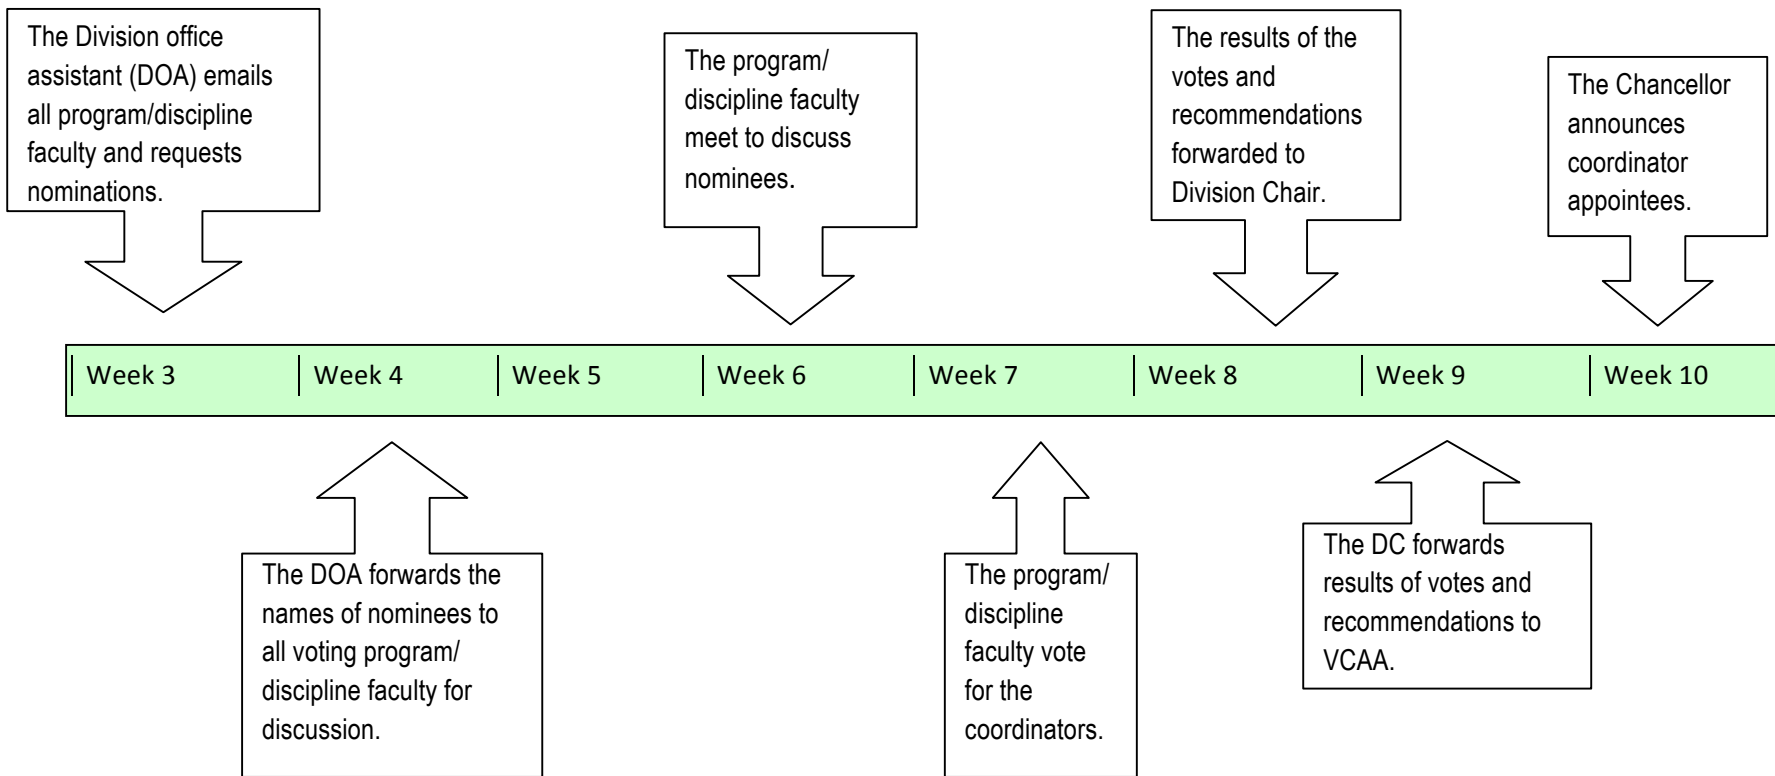 The Division office
assistant (DOA) emails
all program/discipline
faculty and requests
nominations.
The program/
discipline faculty
meet to discuss
nominees.
The results of the
votes and
recommendations
forwarded to
Division Chair.
The Chancellor
announces
coordinator
appointees.
Week 3
Week 4
Week 5
Week 6
Week 7
Week 8
Week 9
Week 10
The DOA forwards the
names of nominees to
all voting program/
discipline faculty for
discussion.
The program/
discipline
faculty vote
for the
coordinators.
The DC forwards
results of votes and
recommendations to
VCAA.